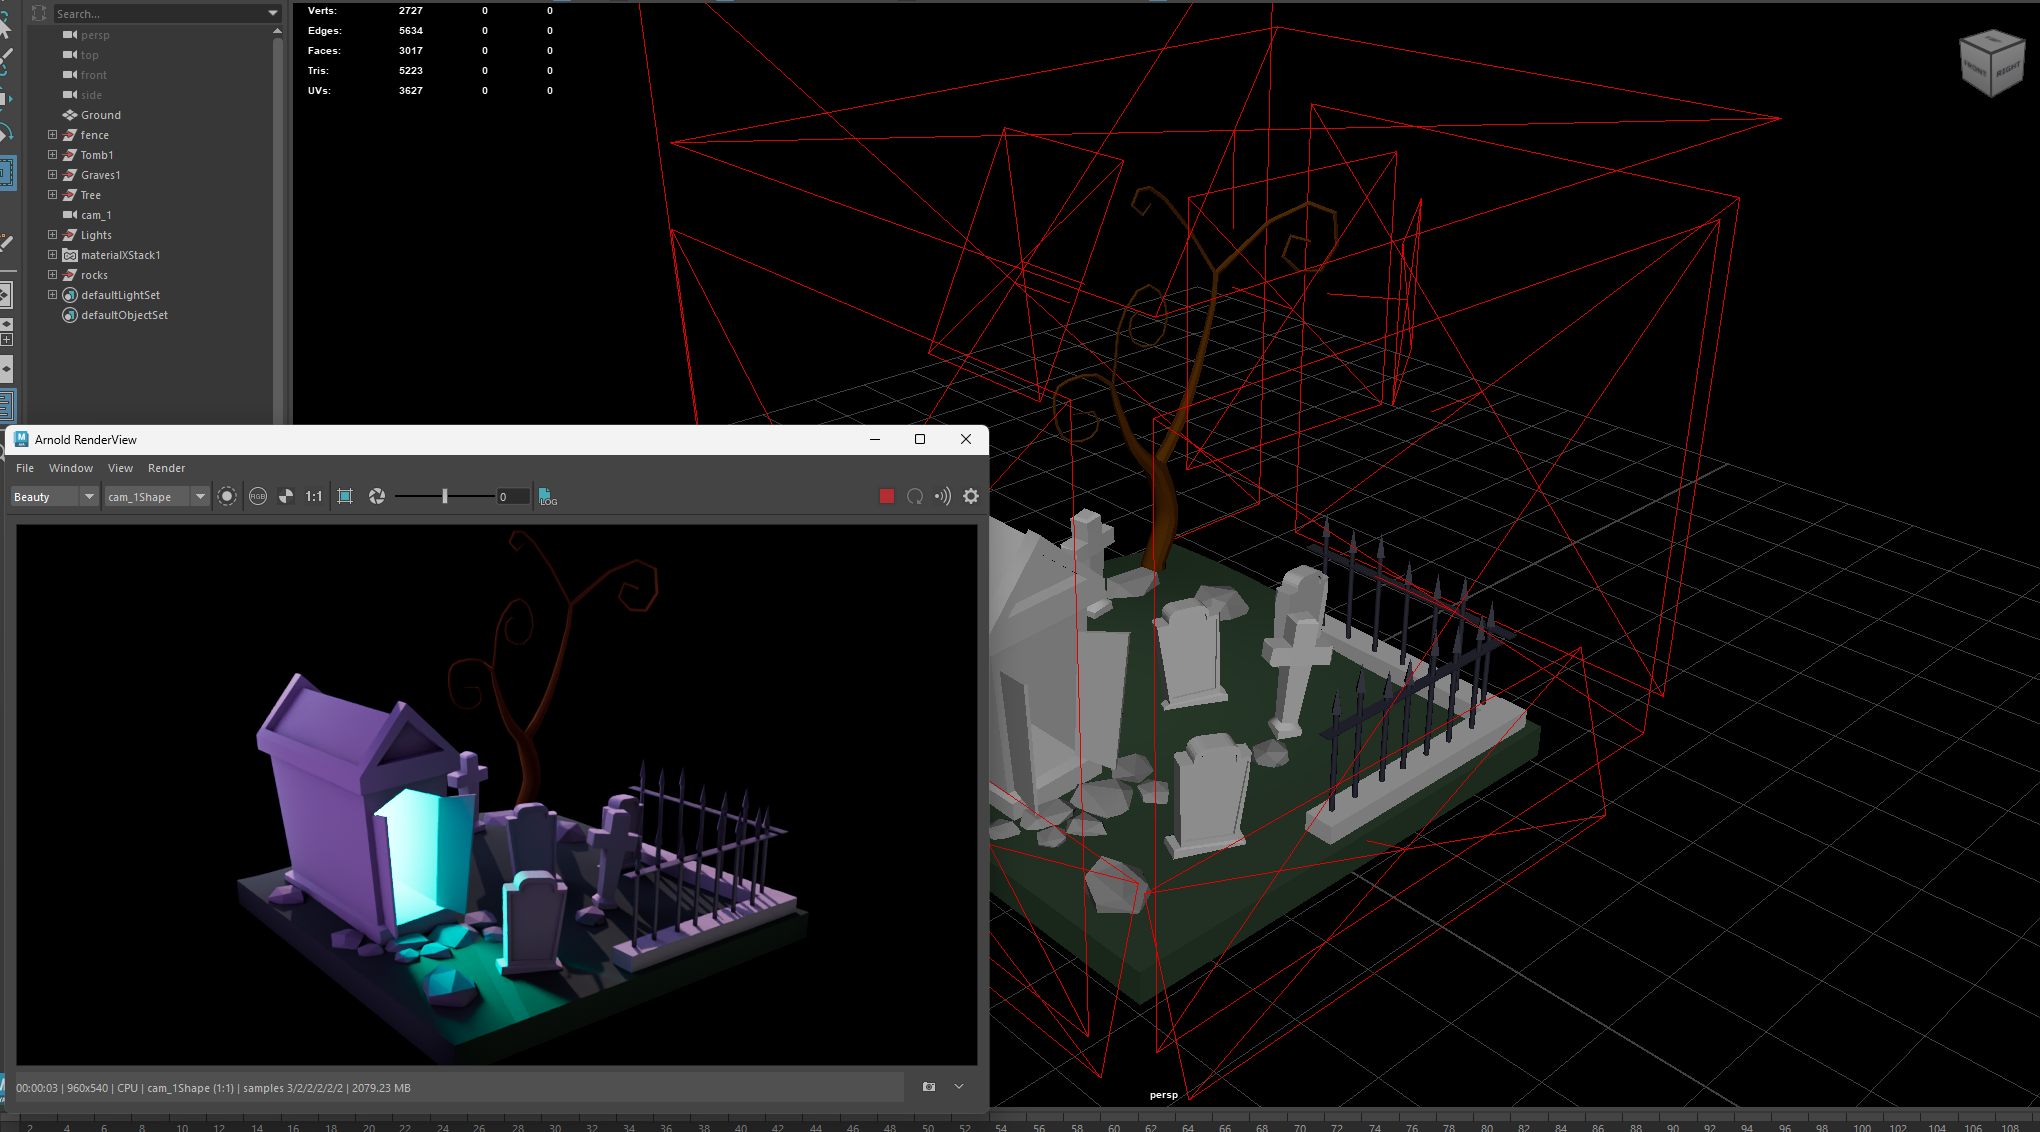 Search...
persp
top
front
side
Ground
fence
Tomb1
Graves1
Tree
cam_1
Lights
materialXStack1
rocks
defaultLightSet
defaultObjectSet
Verts: 2727 0 0
Edges: 5634 0 0
Faces: 3017 0 0
Tris: 5223 0 0
UVs: 3627 0 0
FRONT RIGHT
Arnold RenderView
File Window View Render
Beauty cam_1Shape RGB 1:1 0 LOG
00:00:03 | 960x540 | CPU | cam_1Shape (1:1) | samples 3/2/2/2/2/2 | 2079.23 MB
persp
2 4 6 8 10 12 14 16 18 20 22 24 26 28 30 32 34 36 38 40 42 44 46 48 50 52 54 56 58 60 62 64 66 68 70 72 74 76 78 80 82 84 86 88 90 92 94 96 98 100 102 104 106 108